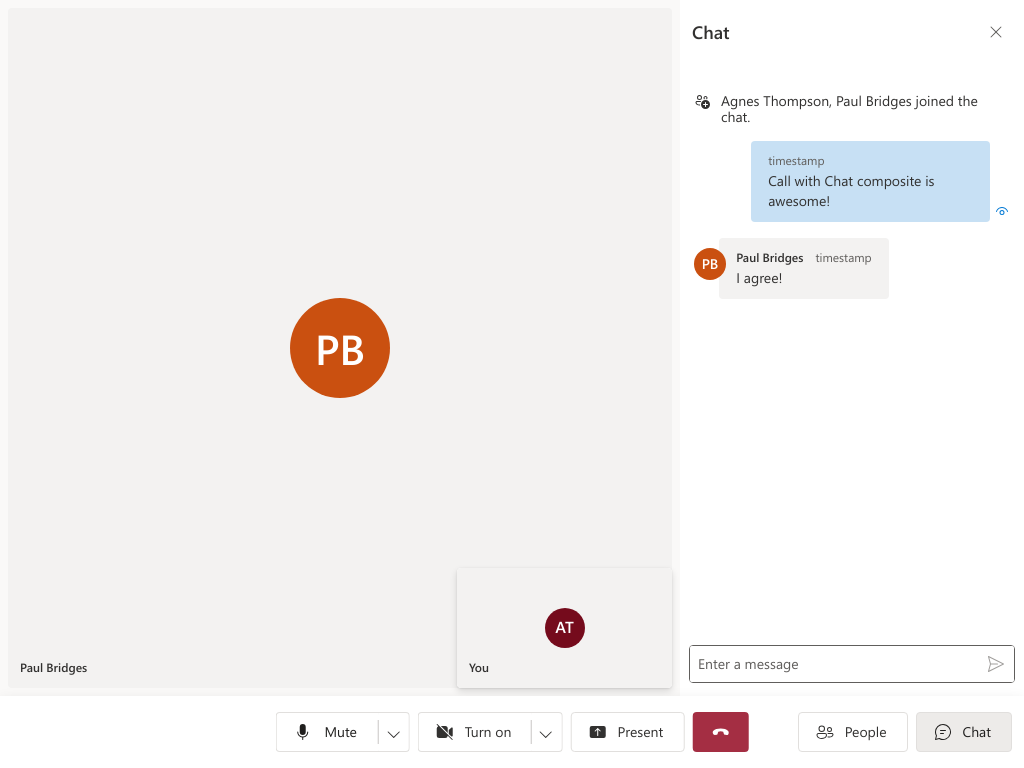 PB
Paul Bridges
AT
You
Chat
Agnes Thompson, Paul Bridges joined the
chat.
timestamp
Call with Chat composite is
awesome!
PB
Paul Bridges timestamp
I agree!
Enter a message
Mute
Turn on
Present
People
Chat